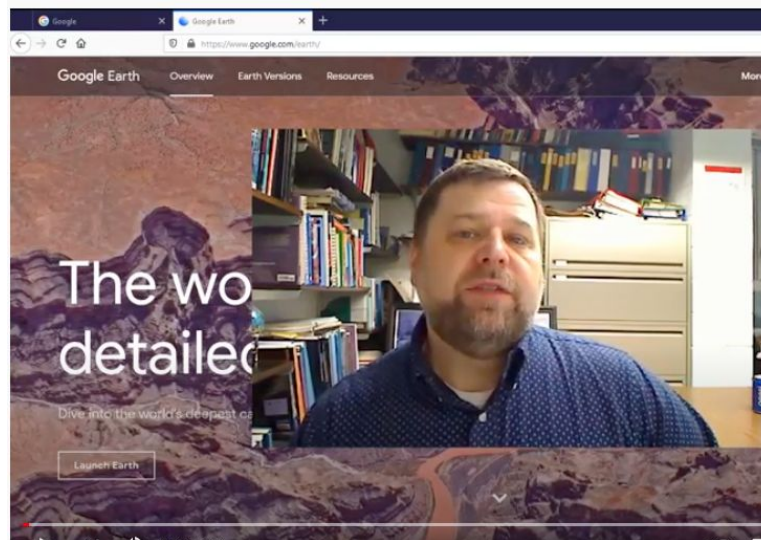 Google
Google Earth
https://www.google.com/earth/
Google Earth
Overview
Earth Versions
Resources
More
The wo
detailed
Dive into the world's deepest ca
Launch Earth